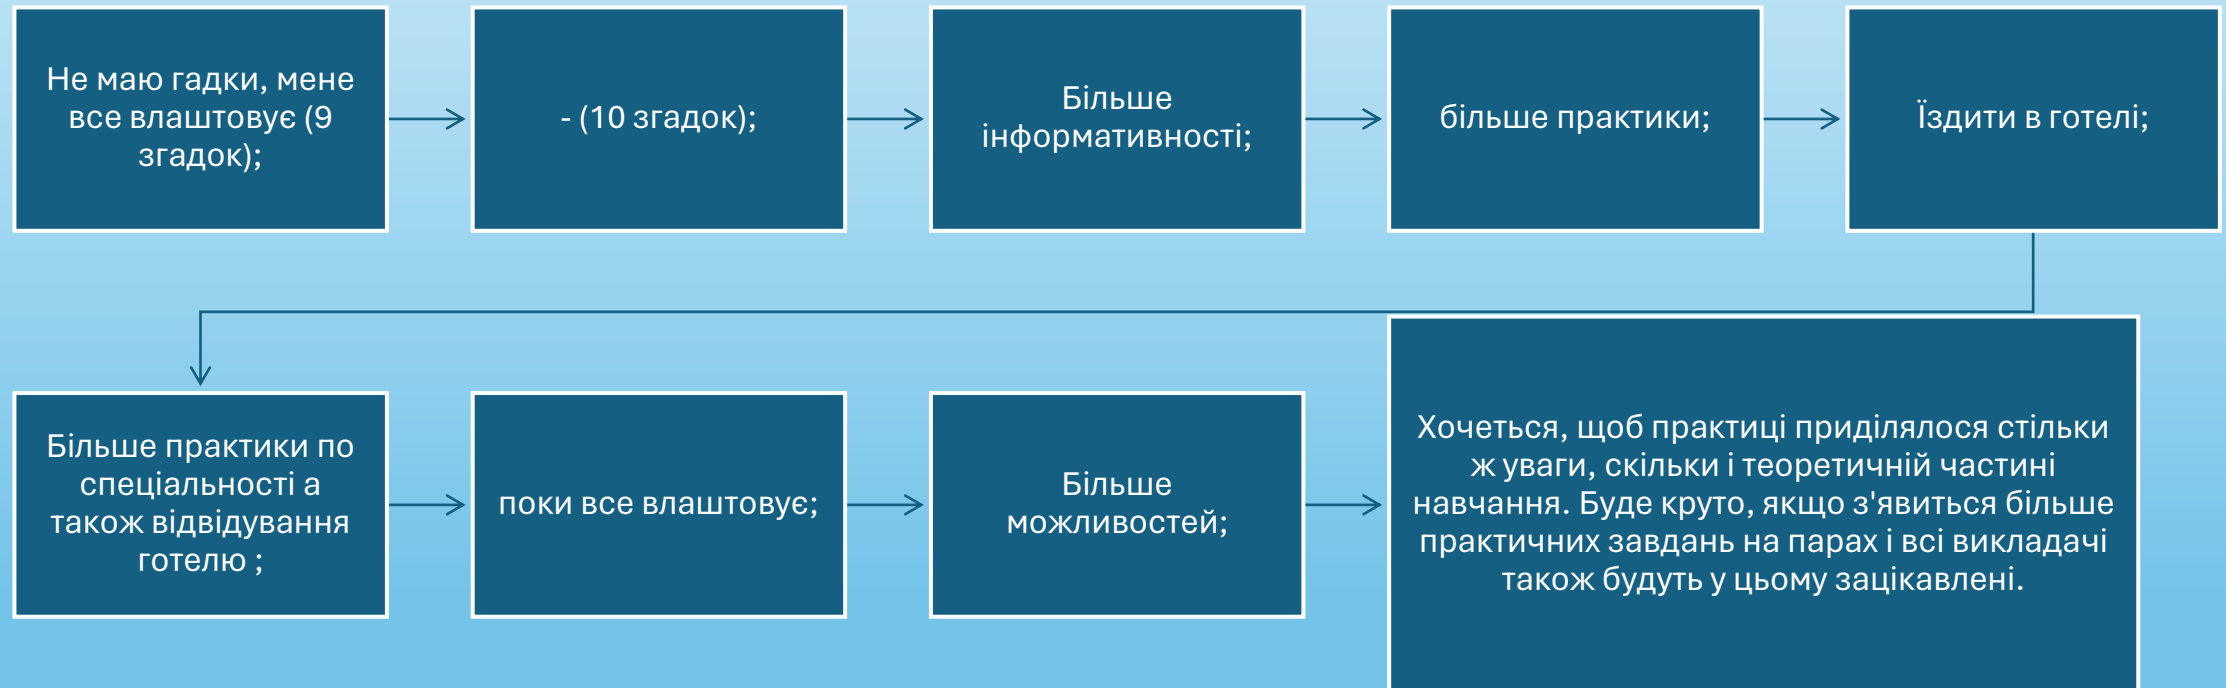 Не маю гадки, мене
все влаштовує (9
згадок);
- (10 згадок);
Більше
інформативності;
більше практики;
Їздити в готелі;
Більше практики по
спеціальності а
також відвідування
готелю ;
поки все влаштовує;
Більше
можливостей;
Хочеться, щоб практиці приділялося стільки
ж уваги, скільки і теоретичній частині
навчання. Буде круто, якщо з'явиться більше
практичних завдань на парах і всі викладачі
також будуть у цьому зацікавлені.